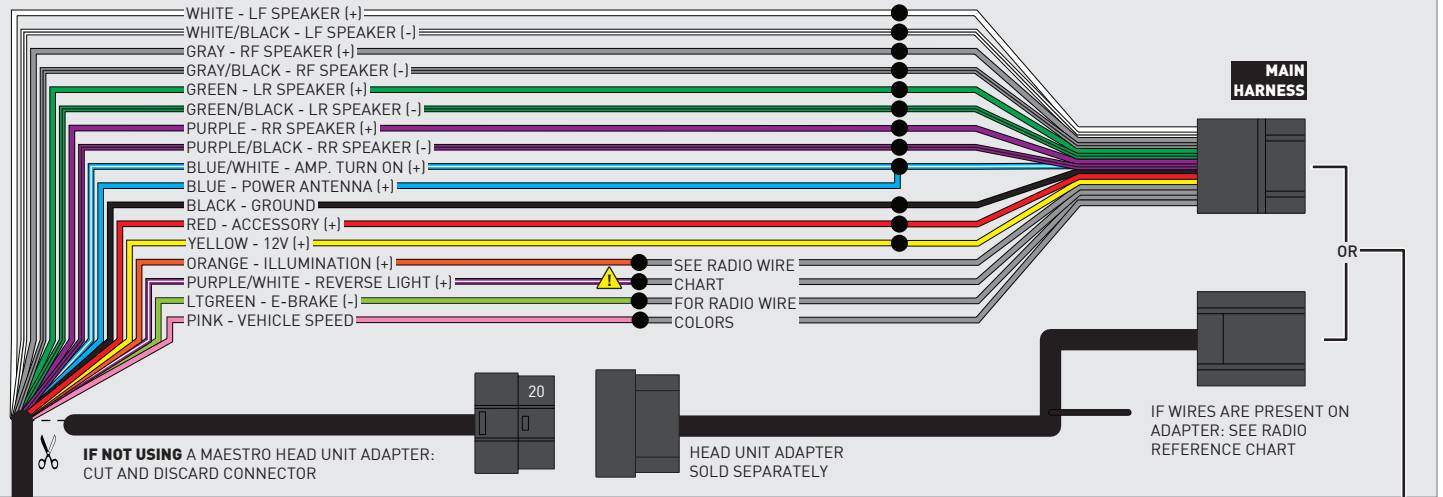 WHITE - LF SPEAKER (+)
WHITE/BLACK - LF SPEAKER (-)
GRAY - RF SPEAKER (+)
GRAY/BLACK - RF SPEAKER (-)
GREEN - LR SPEAKER (+)
GREEN/BLACK - LR SPEAKER (-)
PURPLE - RR SPEAKER (+)
PURPLE/BLACK - RR SPEAKER (-)
BLUE/WHITE - AMP. TURN ON (+)
BLUE - POWER ANTENNA (+)
BLACK - GROUND
RED - ACCESSORY (+)
YELLOW - 12V (+)
ORANGE - ILLUMINATION (+)
PURPLE/WHITE - REVERSE LIGHT (+)
LTGREEN - E-BRAKE (-)
PINK - VEHICLE SPEED
!
SEE RADIO WIRE
CHART
FOR RADIO WIRE
COLORS
MAIN
HARNESS
OR
20
IF NOT USING A MAESTRO HEAD UNIT ADAPTER:
CUT AND DISCARD CONNECTOR
HEAD UNIT ADAPTER
SOLD SEPARATELY
IF WIRES ARE PRESENT ON
ADAPTER: SEE RADIO
REFERENCE CHART